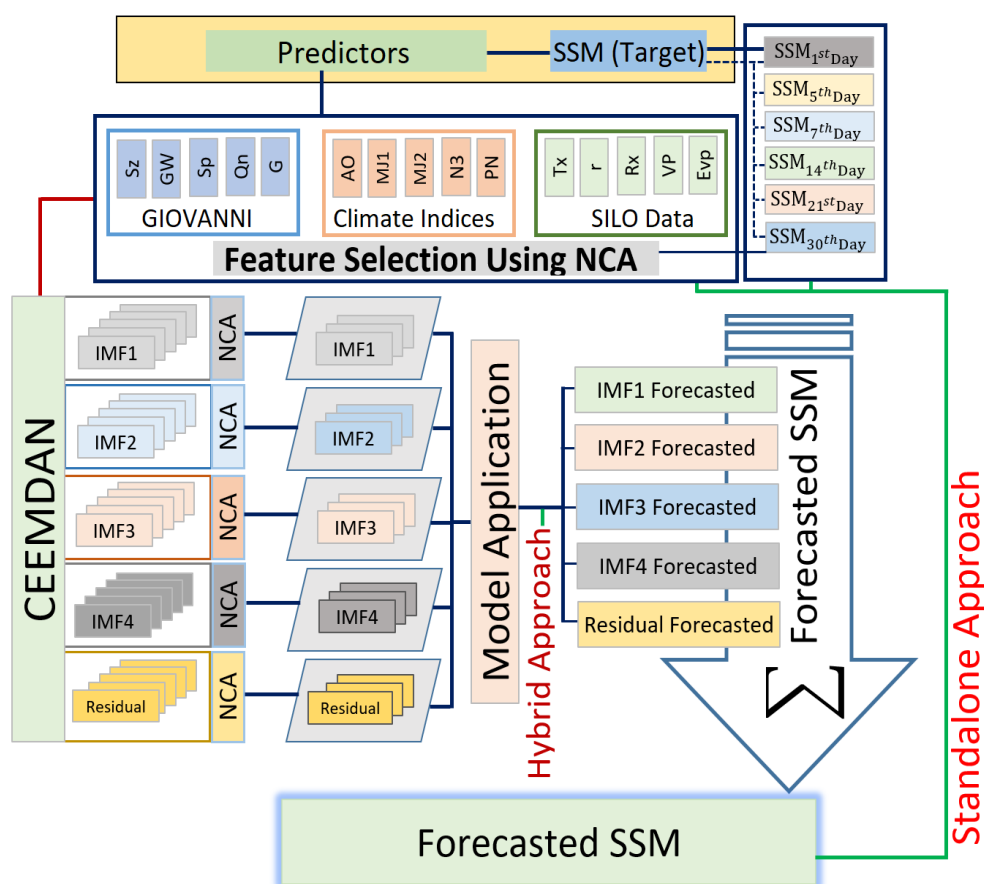 Predictors
SSM (Target)
SSM1stDay
SSM5thDay
SSM7thDay
SSM14thDay
SSM21stDay
SSM30thDay
Sz
GW
Sp
Qn
G
GIOVANNI
AO
MJ1
MJ2
N3
PN
Climate Indices
Tx
r
Rx
VP
Evp
SILO Data
Feature Selection Using NCA
CEEMDAN
IMF1
NCA
IMF1
IMF2
NCA
IMF2
IMF3
NCA
IMF3
IMF4
NCA
IMF4
Residual
NCA
Residual
Model Application
Hybrid Approach
IMF1 Forecasted
IMF2 Forecasted
IMF3 Forecasted
IMF4 Forecasted
Residual Forecasted
Forecasted SSM
∑
Standalone Approach
Forecasted SSM